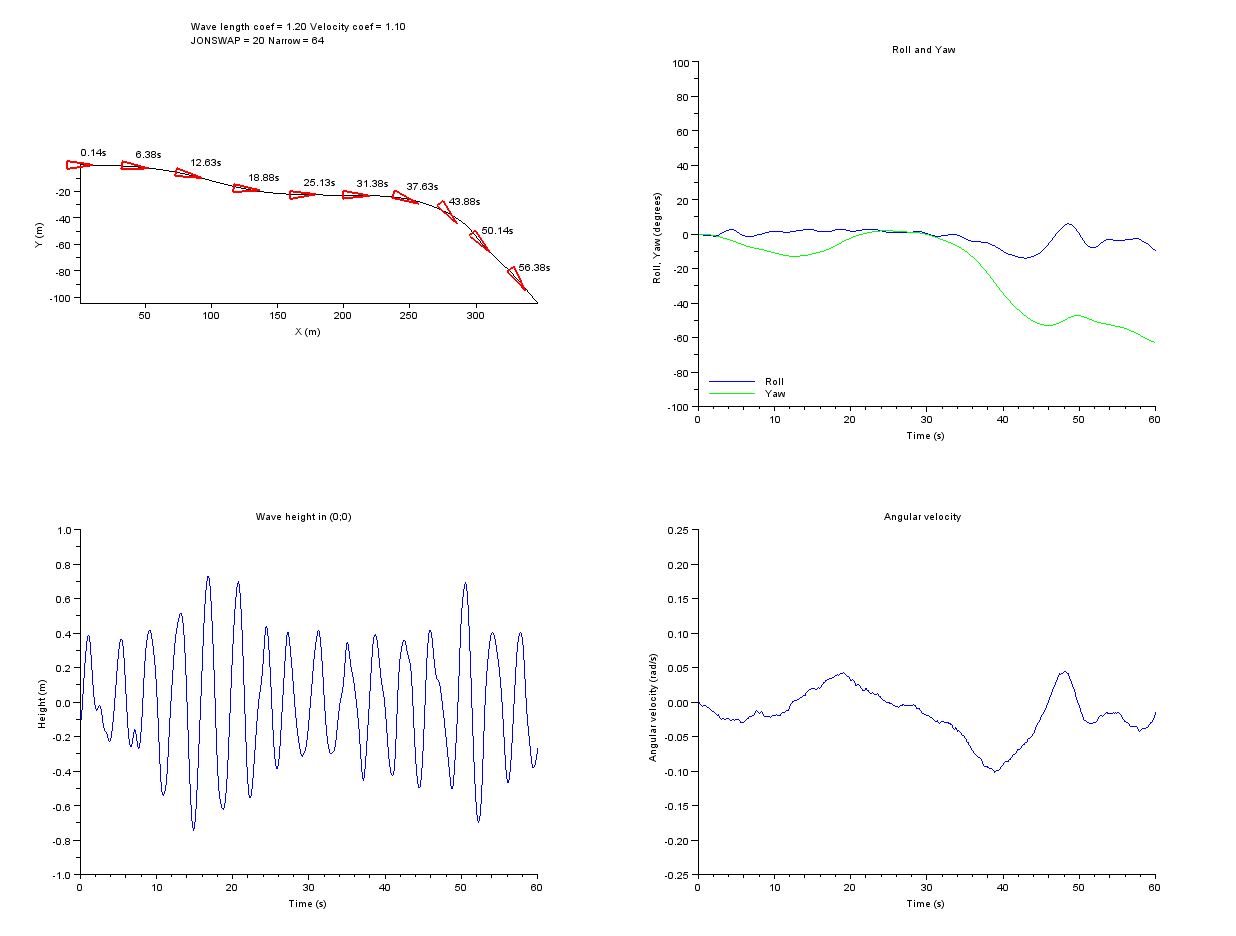 Wave length coef = 1.20 Velocity coef = 1.10
JONSWAP = 20 Narrow = 64
0.14s
6.38s
12.63s
18.88s
25.13s
31.38s
37.63s
43.88s
50.14s
56.38s
-20
-40
-60
-80
-100
Y (m)
50
100
150
200
250
300
X (m)
Roll and Yaw
100
80
60
40
20
0
-20
-40
-60
-80
-100
Roll, Yaw (degrees)
Roll
Yaw
0
10
20
30
40
50
60
Time (s)
Wave height in (0;0)
1.0
0.8
0.6
0.4
0.2
0.0
-0.2
-0.4
-0.6
-0.8
-1.0
Height (m)
0
10
20
30
40
50
60
Time (s)
Angular velocity
0.25
0.20
0.15
0.10
0.05
0.00
-0.05
-0.10
-0.15
-0.20
-0.25
Angular velocity (rad/s)
0
10
20
30
40
50
60
Time (s)